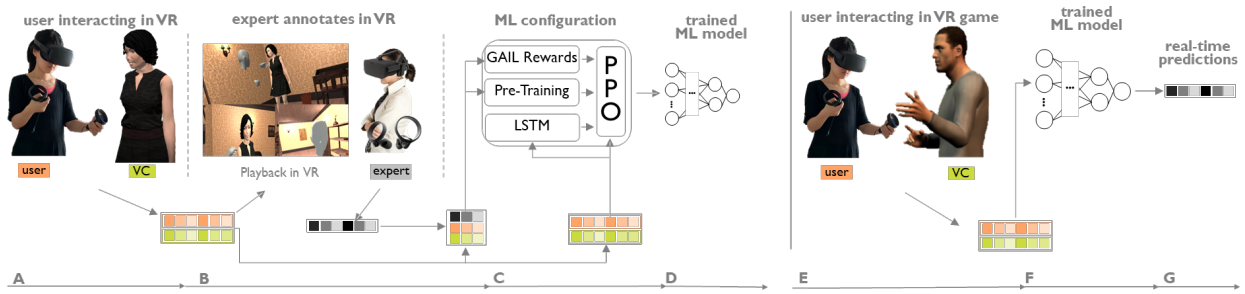 user interacting in VR
expert annotates in VR
ML configuration
trained
ML model
GAIL Rewards
Pre-Training
LSTM
P
P
O
...
user
VC
Playback in VR
expert
user interacting in VR game
trained
ML model
real-time
predictions
...
user
VC
A
B
C
D
E
F
G